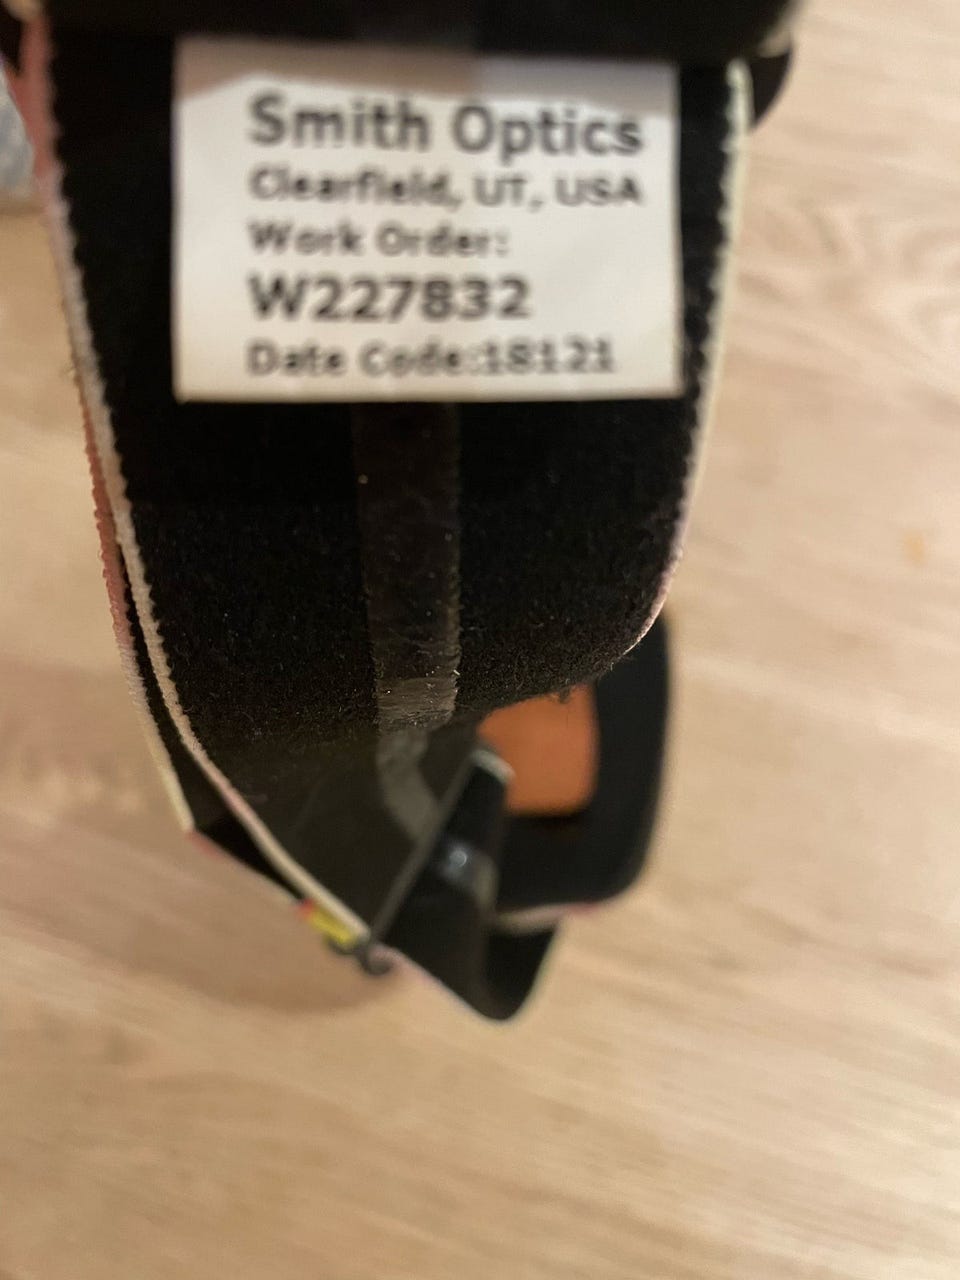 Smith Optics
Clearfield, UT, USA
Work Order:
W227832
Date Code:18121